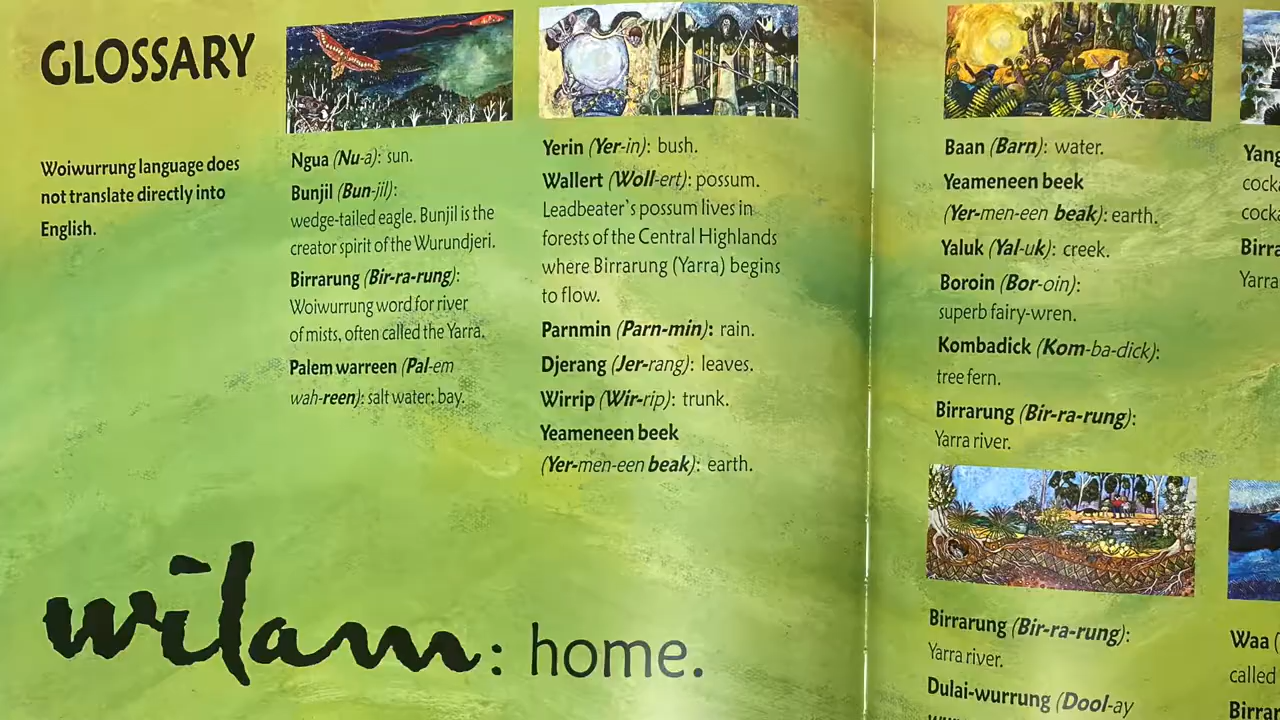 GLOSSARY
Woiwurrung language does
not translate directly into
English.
Ngua (Nu-a): sun.
Bunjil (Bun-jil):
wedge-tailed eagle. Bunjil is the
creator spirit of the Wurundjeri.
Birrarung (Bir-ra-rung):
Woiwurrung word for river
of mists, often called the Yarra.
Palem warreen (Pal-em
wah-reen): salt water; bay.
Yerin (Yer-in): bush.
Wallert (Woll-ert): possum.
Leadbeater's possum lives in
forests of the Central Highlands
where Birrarung (Yarra) begins
to flow.
Parnmin (Parn-min): rain.
Djerang (Jer-rang): leaves.
Wirrip (Wir-rip): trunk.
Yeameneen beek
(Yer-men-een beak): earth.
wilam: home.
Baan (Barn): water.
Yeameneen beek
(Yer-men-een beak): earth.
Yaluk (Yal-uk): creek.
Boroin (Bor-oin):
superb fairy-wren.
Kombadick (Kom-ba-dick):
tree fern.
Birrarung (Bir-ra-rung):
Yarra river.
Birrarung (Bir-ra-rung):
Yarra river.
Dulai-wurrung (Dool-ay
Yarra
Waa (
called